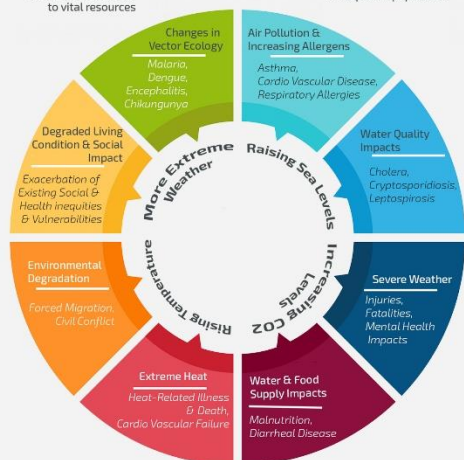 to vital resources
Changes in
Vector Ecology
Malaria,
Dengue,
Encephalitis,
Chikungunya
Air Pollution &
Increasing Allergens
Asthma,
Cardio Vascular Disease,
Respiratory Allergies
Water Quality
Impacts
Cholera,
Cryptosporidiosis,
Leptospirosis
Severe Weather
Injuries,
Fatalities,
Mental Health
Impacts
Water & Food
Supply Impacts
Malnutrition,
Diarrheal Disease
Extreme Heat
Heat-Related Illness
& Death,
Cardio Vascular Failure
Environmental
Degradation
Forced Migration,
Civil Conflict
Degraded Living
Condition & Social
Impact
Exacerbation of
Existing Social &
Health inequities
& Vulnerabilities
More Extreme
Weather
Raising Sea Levels
Increasing CO2
Levels
Rising Temperature